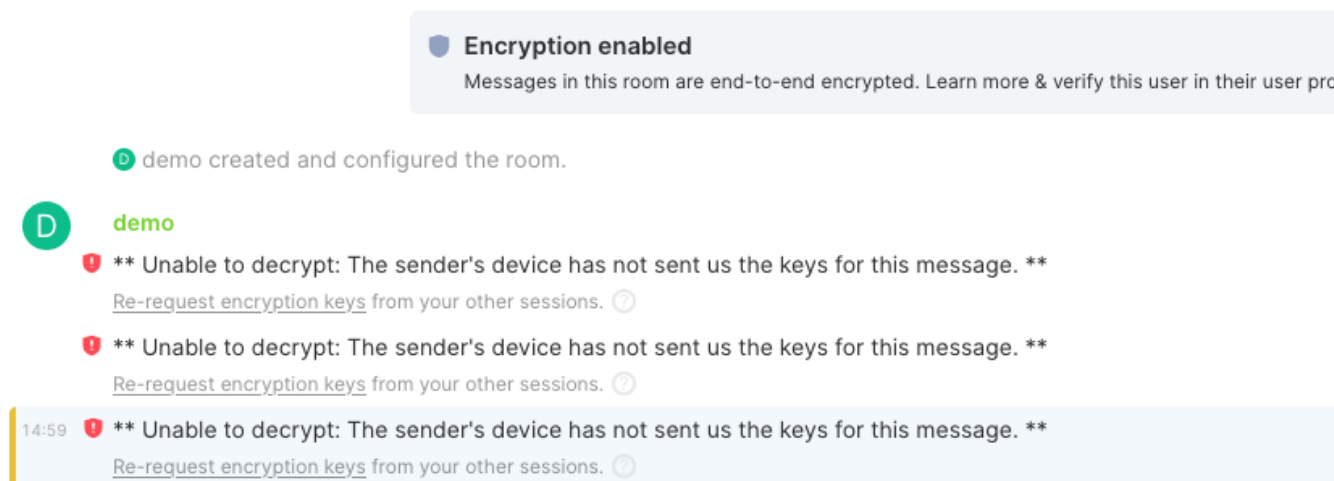 Encryption enabled
Messages in this room are end-to-end encrypted. Learn more & verify this user in their user
D demo created and configured the room.
D demo
** Unable to decrypt: The sender's device has not sent us the keys for this message. **
Re-request encryption keys from your other sessions. ?
** Unable to decrypt: The sender's device has not sent us the keys for this message. **
Re-request encryption keys from your other sessions. ?
14:59 ** Unable to decrypt: The sender's device has not sent us the keys for this message. **
Re-request encryption keys from your other sessions. ?